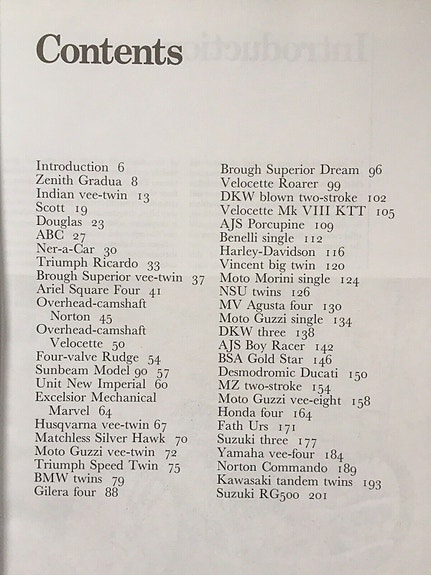 Contents
Introduction 6
Zenith Gradua 8
Indian vee-twin 13
Scott 19
Douglas 23
ABC 27
Ner-a-Car 30
Triumph Ricardo 33
Brough Superior vee-twin 37
Ariel Square Four 41
Overhead-camshaft
Norton 45
Overhead-camshaft
Velocette 50
Four-valve Rudge 54
Sunbeam Model 90 57
Unit New Imperial 60
Excelsior Mechanical
Marvel 64
Husqvarna vee-twin 67
Matchless Silver Hawk 70
Moto Guzzi vee-twin 72
Triumph Speed Twin 75
BMW twins 79
Gilera four 88
Brough Superior Dream 96
Velocette Roarer 99
DKW blown two-stroke 102
Velocette Mk VIII KTT 105
AJS Porcupine 109
Benelli single 112
Harley-Davidson 116
Vincent big twin 120
Moto Morini single 124
NSU twins 126
MV Agusta four 130
Moto Guzzi single 134
DKW three 138
AJS Boy Racer 142
BSA Gold Star 146
Desmodromic Ducati 150
MZ two-stroke 154
Moto Guzzi vee-eight 158
Honda four 164
Fath Urs 171
Suzuki three 177
Yamaha vee-four 184
Norton Commando 189
Kawasaki tandem twins 193
Suzuki RG500 201